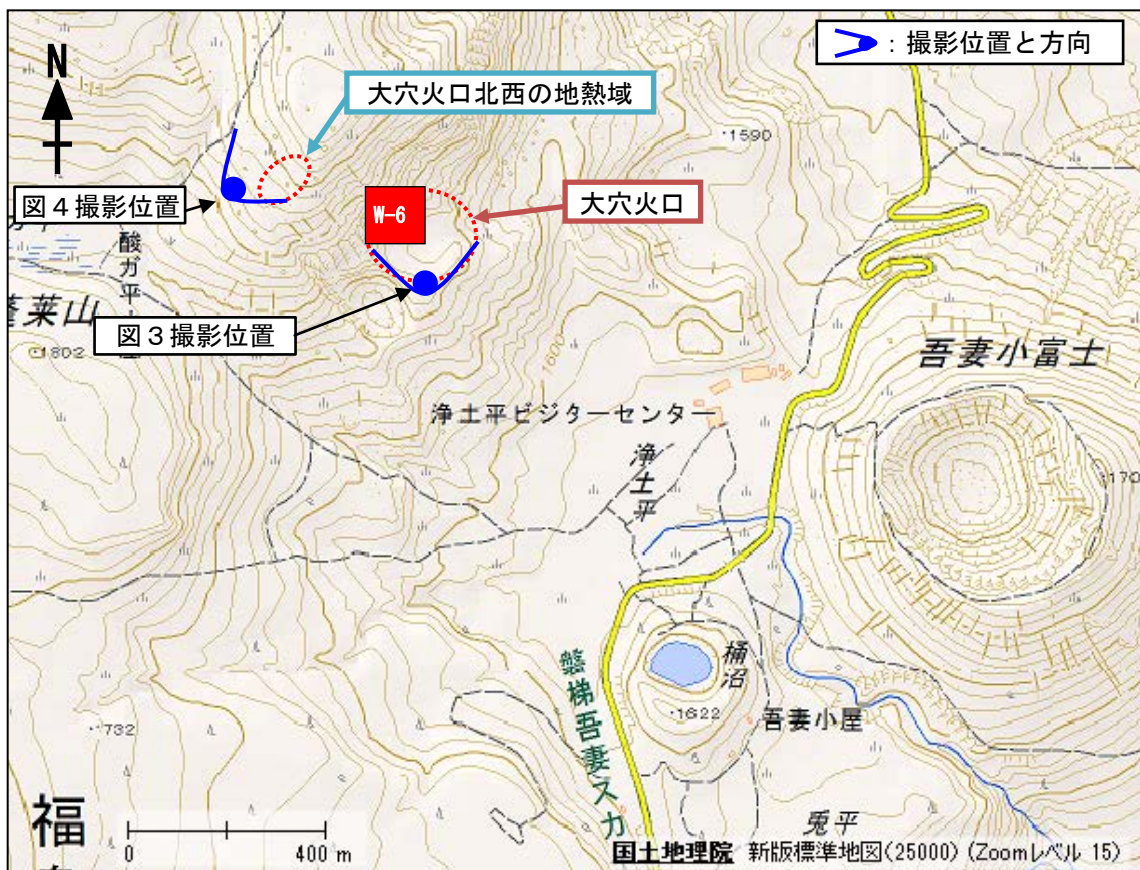 N
：撮影位置と方向
大穴火口北西の地熱域
・1590
図４撮影位置
W-6
大穴火口
酸ガ平
蓬莱山
図３撮影位置
1802
1600
吾妻小富士
浄土平ビジターセンター
浄土平
170
桶沼
磐梯吾妻スカ
・1622
吾妻小屋
・732
福
兎平
0
400 m
国土地理院 新版標準地図(25000) (Zoomレベル 15)